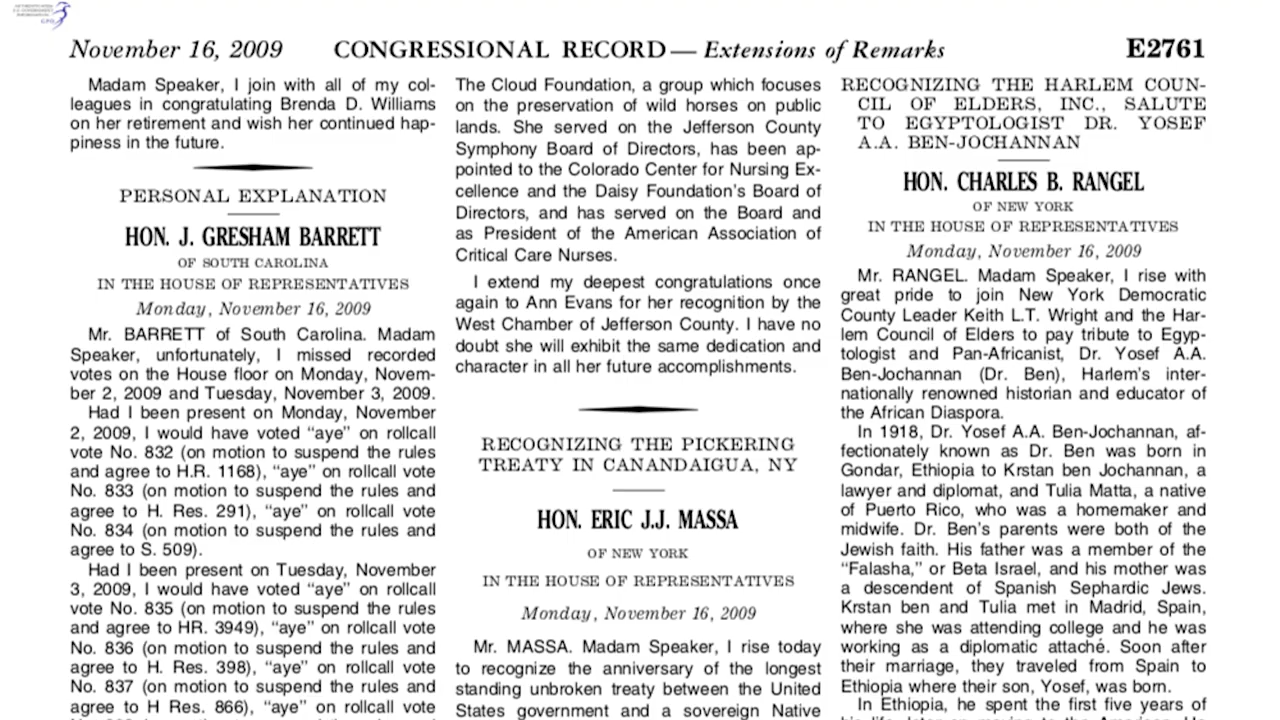 AUTHENTICATED
U.S. GOVERNMENT
INFORMATION
GPO
November 16, 2009 CONGRESSIONAL RECORD — Extensions of Remarks E2761
Madam Speaker, I join with all of my col-
leagues in congratulating Brenda D. Williams
on her retirement and wish her continued hap-
piness in the future.
PERSONAL EXPLANATION
HON. J. GRESHAM BARRETT
OF SOUTH CAROLINA
IN THE HOUSE OF REPRESENTATIVES
Monday, November 16, 2009
Mr. BARRETT of South Carolina. Madam
Speaker, unfortunately, I missed recorded
votes on the House floor on Monday, Novem-
ber 2, 2009 and Tuesday, November 3, 2009.
Had I been present on Monday, November
2, 2009, I would have voted “aye” on rollcall
vote No. 832 (on motion to suspend the rules
and agree to H.R. 1168), “aye” on rollcall vote
No. 833 (on motion to suspend the rules and
agree to H. Res. 291), “aye” on rollcall vote
No. 834 (on motion to suspend the rules and
agree to S. 509).
Had I been present on Tuesday, November
3, 2009, I would have voted “aye” on rollcall
vote No. 835 (on motion to suspend the rules
and agree to HR. 3949), “aye” on rollcall vote
No. 836 (on motion to suspend the rules and
agree to H. Res. 398), “aye” on rollcall vote
No. 837 (on motion to suspend the rules and
agree to H Res. 866), “aye” on rollcall vote
The Cloud Foundation, a group which focuses
on the preservation of wild horses on public
lands. She served on the Jefferson County
Symphony Board of Directors, has been ap-
pointed to the Colorado Center for Nursing Ex-
cellence and the Daisy Foundation’s Board of
Directors, and has served on the Board and
as President of the American Association of
Critical Care Nurses.
I extend my deepest congratulations once
again to Ann Evans for her recognition by the
West Chamber of Jefferson County. I have no
doubt she will exhibit the same dedication and
character in all her future accomplishments.
RECOGNIZING THE PICKERING
TREATY IN CANANDAIGUA, NY
HON. ERIC J.J. MASSA
OF NEW YORK
IN THE HOUSE OF REPRESENTATIVES
Monday, November 16, 2009
Mr. MASSA. Madam Speaker, I rise today
to recognize the anniversary of the longest
standing unbroken treaty between the United
States government and a sovereign Native
RECOGNIZING THE HARLEM COUN-
CIL OF ELDERS, INC., SALUTE
TO EGYPTOLOGIST DR. YOSEF
A.A. BEN-JOCHANNAN
HON. CHARLES B. RANGEL
OF NEW YORK
IN THE HOUSE OF REPRESENTATIVES
Monday, November 16, 2009
Mr. RANGEL. Madam Speaker, I rise with
great pride to join New York Democratic
County Leader Keith L.T. Wright and the Har-
lem Council of Elders to pay tribute to Egyp-
tologist and Pan-Africanist, Dr. Yosef A.A.
Ben-Jochannan (Dr. Ben), Harlem’s inter-
nationally renowned historian and educator of
the African Diaspora.
In 1918, Dr. Yosef A.A. Ben-Jochannan, af-
fectionately known as Dr. Ben was born in
Gondar, Ethiopia to Krstan ben Jochannan, a
lawyer and diplomat, and Tulia Matta, a native
of Puerto Rico, who was a homemaker and
midwife. Dr. Ben’s parents were both of the
Jewish faith. His father was a member of the
“Falasha,” or Beta Israel, and his mother was
a descendent of Spanish Sephardic Jews.
Krstan ben and Tulia met in Madrid, Spain,
where she was attending college and he was
working as a diplomatic attaché. Soon after
their marriage, they traveled from Spain to
Ethiopia where their son, Yosef, was born.
In Ethiopia, he spent the first five years of